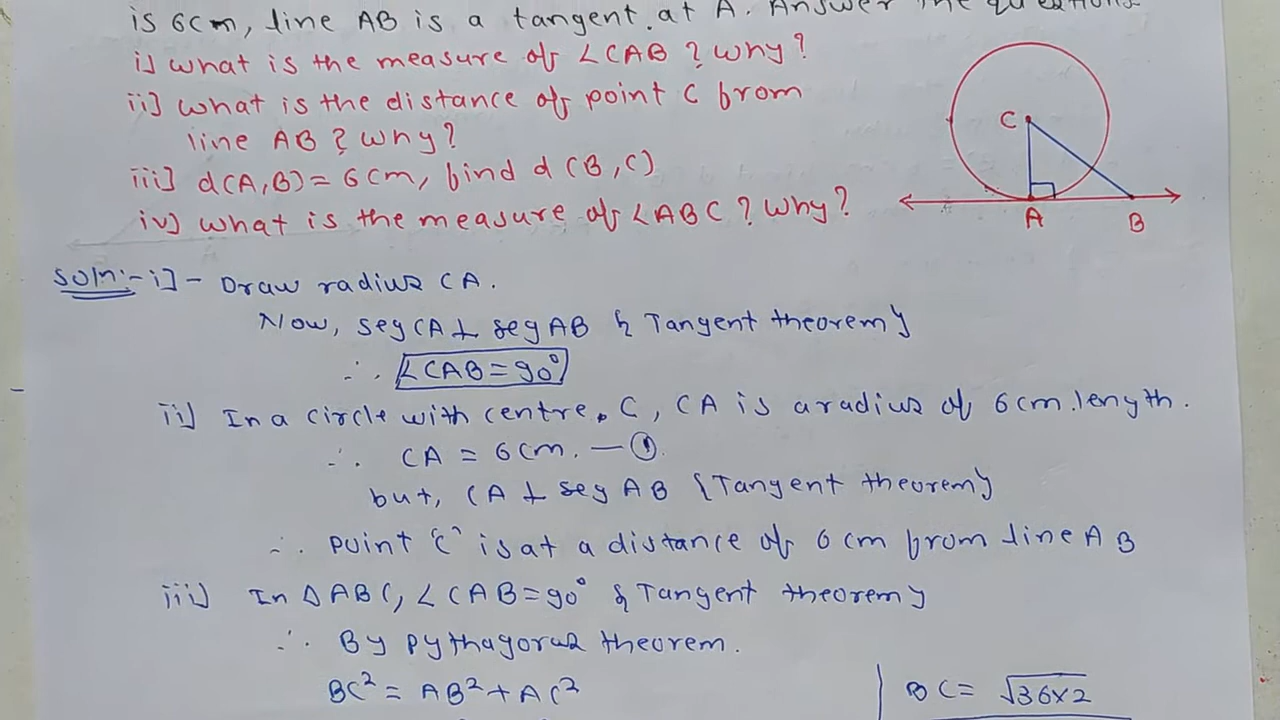 is 6cm, line AB is a tangent at A. Answer the questions
i] what is the measure of ∠CAB ? why?
ii] what is the distance of point C from
line AB ? why?
iii] d(A,B)= 6cm, find d (B,C)
iv] what is the measure of ∠ABC ? why?
C
A
B
Soln:- i] - Draw radius CA.
Now, seg CA ⊥ seg AB { Tangent theorem}
∴ ∠CAB = 90°
ii] In a circle with centre C, CA is a radius of 6cm length.
∴ CA = 6cm. — ①
but, CA ⊥ seg AB {Tangent theorem}
∴ point 'C' is at a distance of 6 cm from line AB
iii] In △ABC, ∠CAB = 90° { Tangent theorem}
∴ By pythagorus theorem.
BC² = AB² + AC²
BC = √36×2